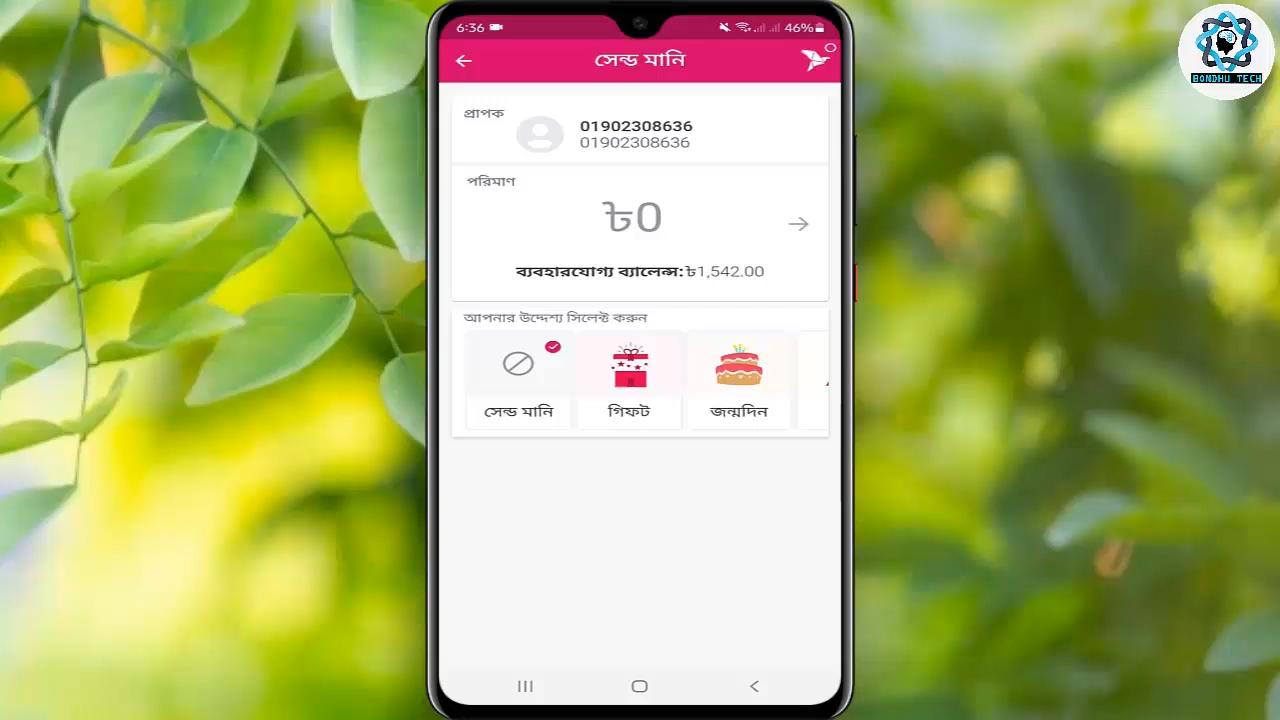 6:36
46%
সেন্ড মানি
BONDHU TECH
প্রাপক
01902308636
01902308636
পরিমাণ
৳0
ব্যবহারযোগ্য ব্যালেন্স:৳1,542.00
আপনার উদ্দেশ্য সিলেক্ট করুন
সেন্ড মানি
গিফট
জন্মদিন